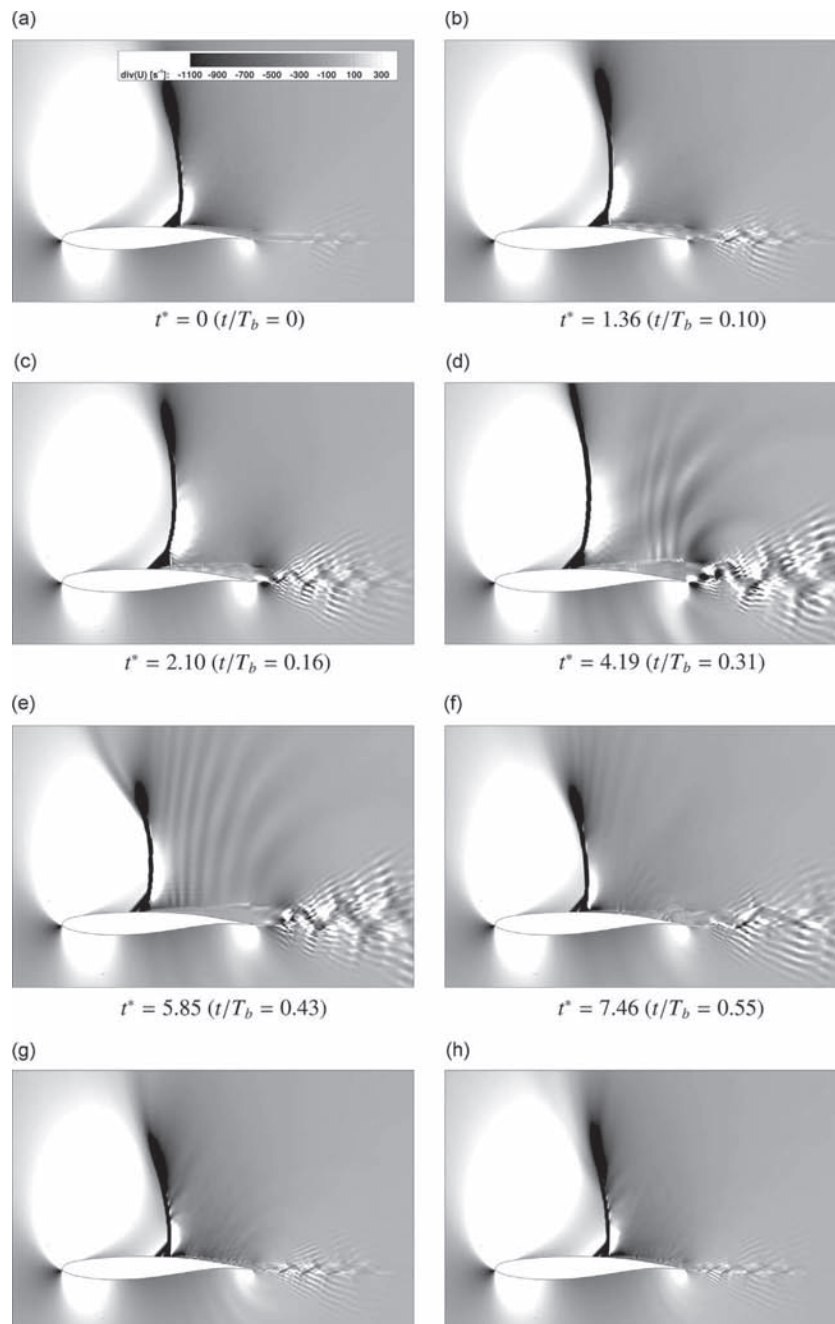 (a)
(b)
div(U) [s⁻¹]: -1100 -900 -700 -500 -300 -100 100 300
t* = 0 (t/T_b = 0)
t* = 1.36 (t/T_b = 0.10)
(c)
(d)
t* = 2.10 (t/T_b = 0.16)
t* = 4.19 (t/T_b = 0.31)
(e)
(f)
t* = 5.85 (t/T_b = 0.43)
t* = 7.46 (t/T_b = 0.55)
(g)
(h)